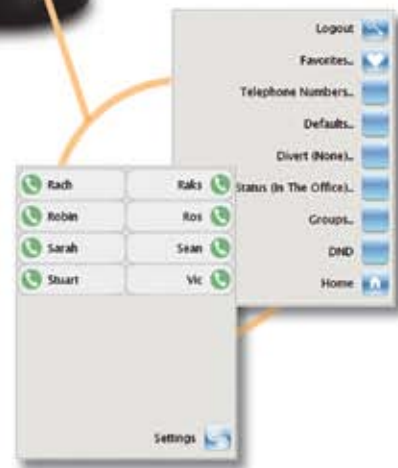 Logout
Favorites..
Telephone Numbers..
Defaults..
Divert (None)..
Status (In The Office)..
Groups..
DND
Home
Rach Raks
Robin Ros
Sarah Sean
Stuart Vic
Settings